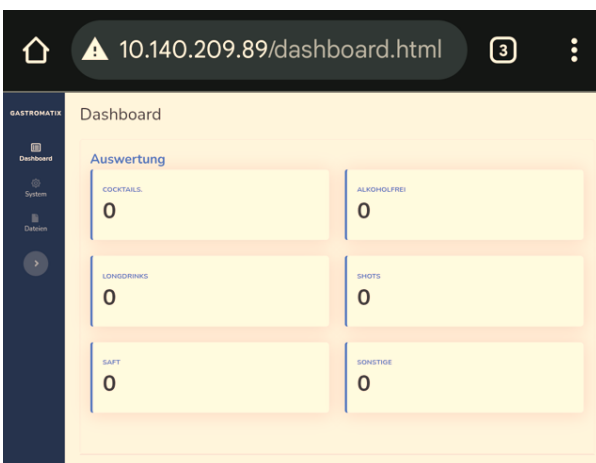 10.140.209.89/dashboard.html 3
GASTROMATIX
Dashboard
System
Dateien
Dashboard
Auswertung
COCKTAILS.
0
ALKOHOLFREI
0
LONGDRINKS
0
SHOTS
0
SAFT
0
SONSTIGE
0